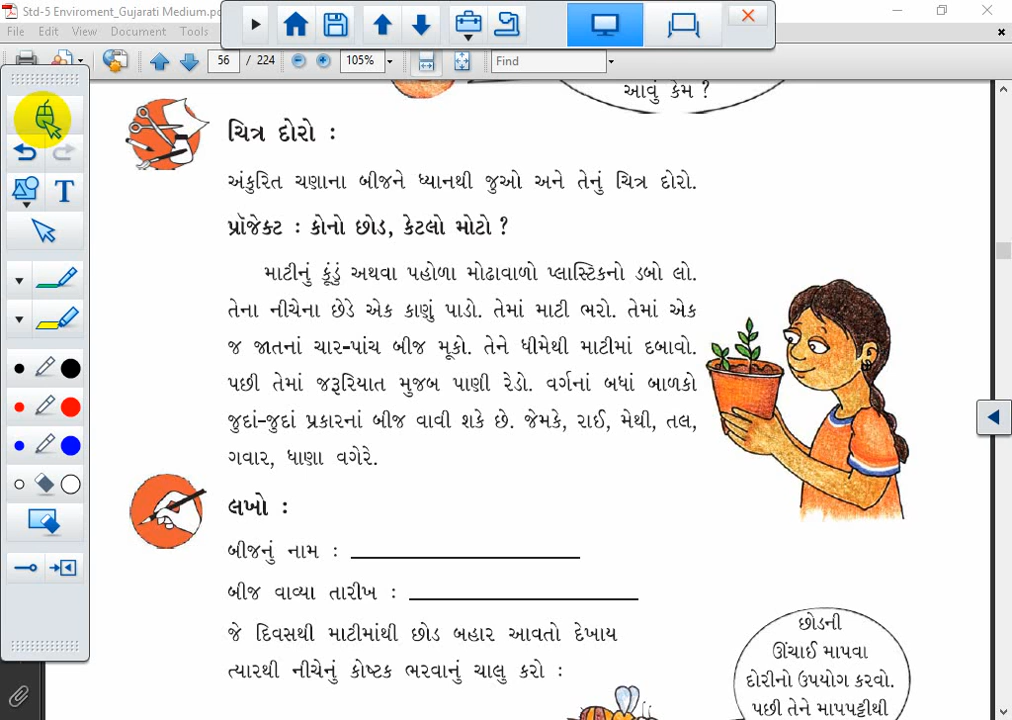 Std-5 Enviroment_Gujarati Medium.pd
File Edit View Document Tools
56 / 224 105% Find
આવું કેમ ?
ચિત્ર દોરો :
અંકુરિત ચણાના બીજને ધ્યાનથી જુઓ અને તેનું ચિત્ર દોરો.
પ્રૉજેક્ટ : કોનો છોડ, કેટલો મોટો ?
માટીનું કૂંડું અથવા પહોળા મોઢાવાળો પ્લાસ્ટિકનો ડબો લો.
તેના નીચેના છેડે એક કાણું પાડો. તેમાં માટી ભરો. તેમાં એક
જ જાતનાં ચાર-પાંચ બીજ મૂકો. તેને ધીમેથી માટીમાં દબાવો.
પછી તેમાં જરૂરિયાત મુજબ પાણી રેડો. વર્ગનાં બધાં બાળકો
જુદાં-જુદાં પ્રકારનાં બીજ વાવી શકે છે. જેમકે, રાઈ, મેથી, તલ,
ગવાર, ધાણા વગેરે.
લખો :
બીજનું નામ :
બીજ વાવ્યા તારીખ :
જે દિવસથી માટીમાંથી છોડ બહાર આવતો દેખાય
ત્યારથી નીચેનું કોષ્ટક ભરવાનું ચાલુ કરો :
છોડની
ઊંચાઈ માપવા
દોરીનો ઉપયોગ કરવો.
પછી તેને માપપટ્ટીથી